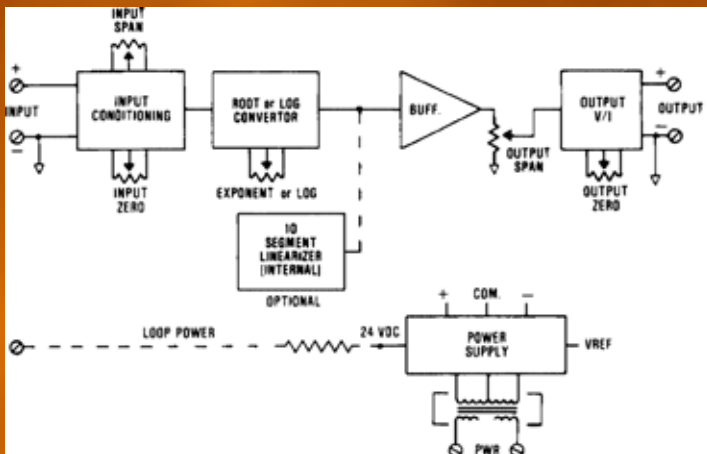 INPUT
SPAN
+
INPUT
−
INPUT
CONDITIONING
INPUT
ZERO
ROOT or LOG
CONVERTOR
EXPONENT or LOG
10
SEGMENT
LINEARIZER
(INTERNAL)
OPTIONAL
BUFF.
OUTPUT
SPAN
OUTPUT
V/I
OUTPUT
ZERO
+
OUTPUT
−
LOOP POWER
24 VDC
+ COM. −
POWER
SUPPLY
VREF
PWR